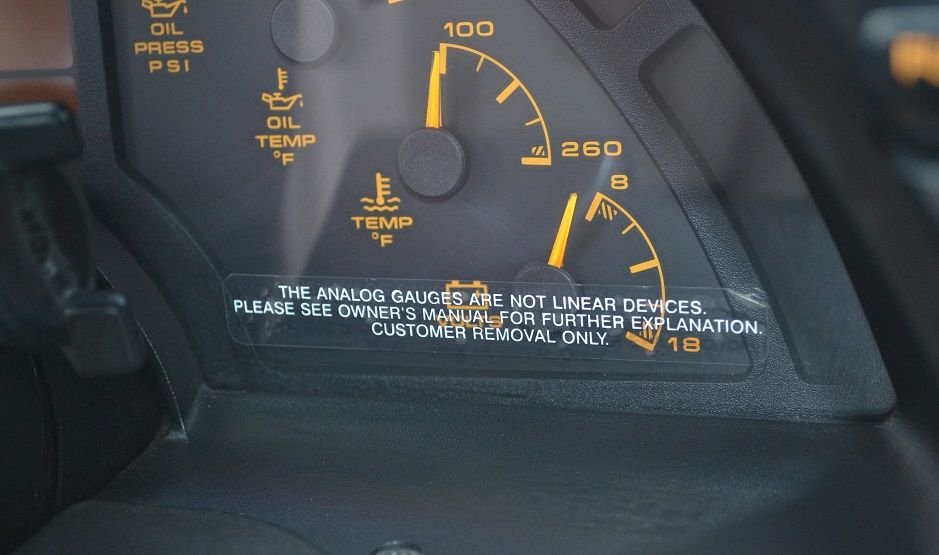 OIL
PRESS
PSI
100
OIL
TEMP
°F
260
8
TEMP
°F
THE ANALOG GAUGES ARE NOT LINEAR DEVICES.
PLEASE SEE OWNER'S MANUAL FOR FURTHER EXPLANATION.
CUSTOMER REMOVAL ONLY.
18